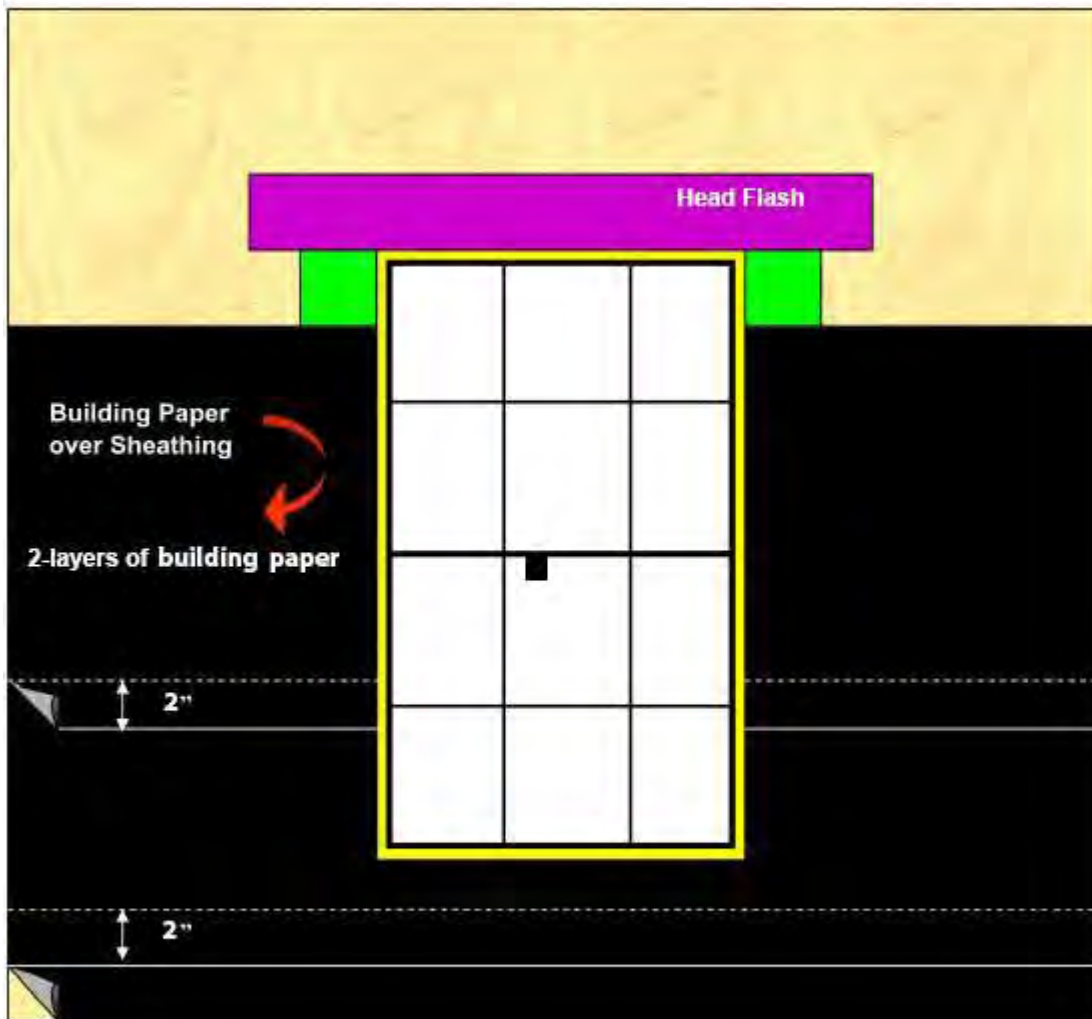 Head Flash
Building Paper
over Sheathing
2-layers of building paper
2”
2”